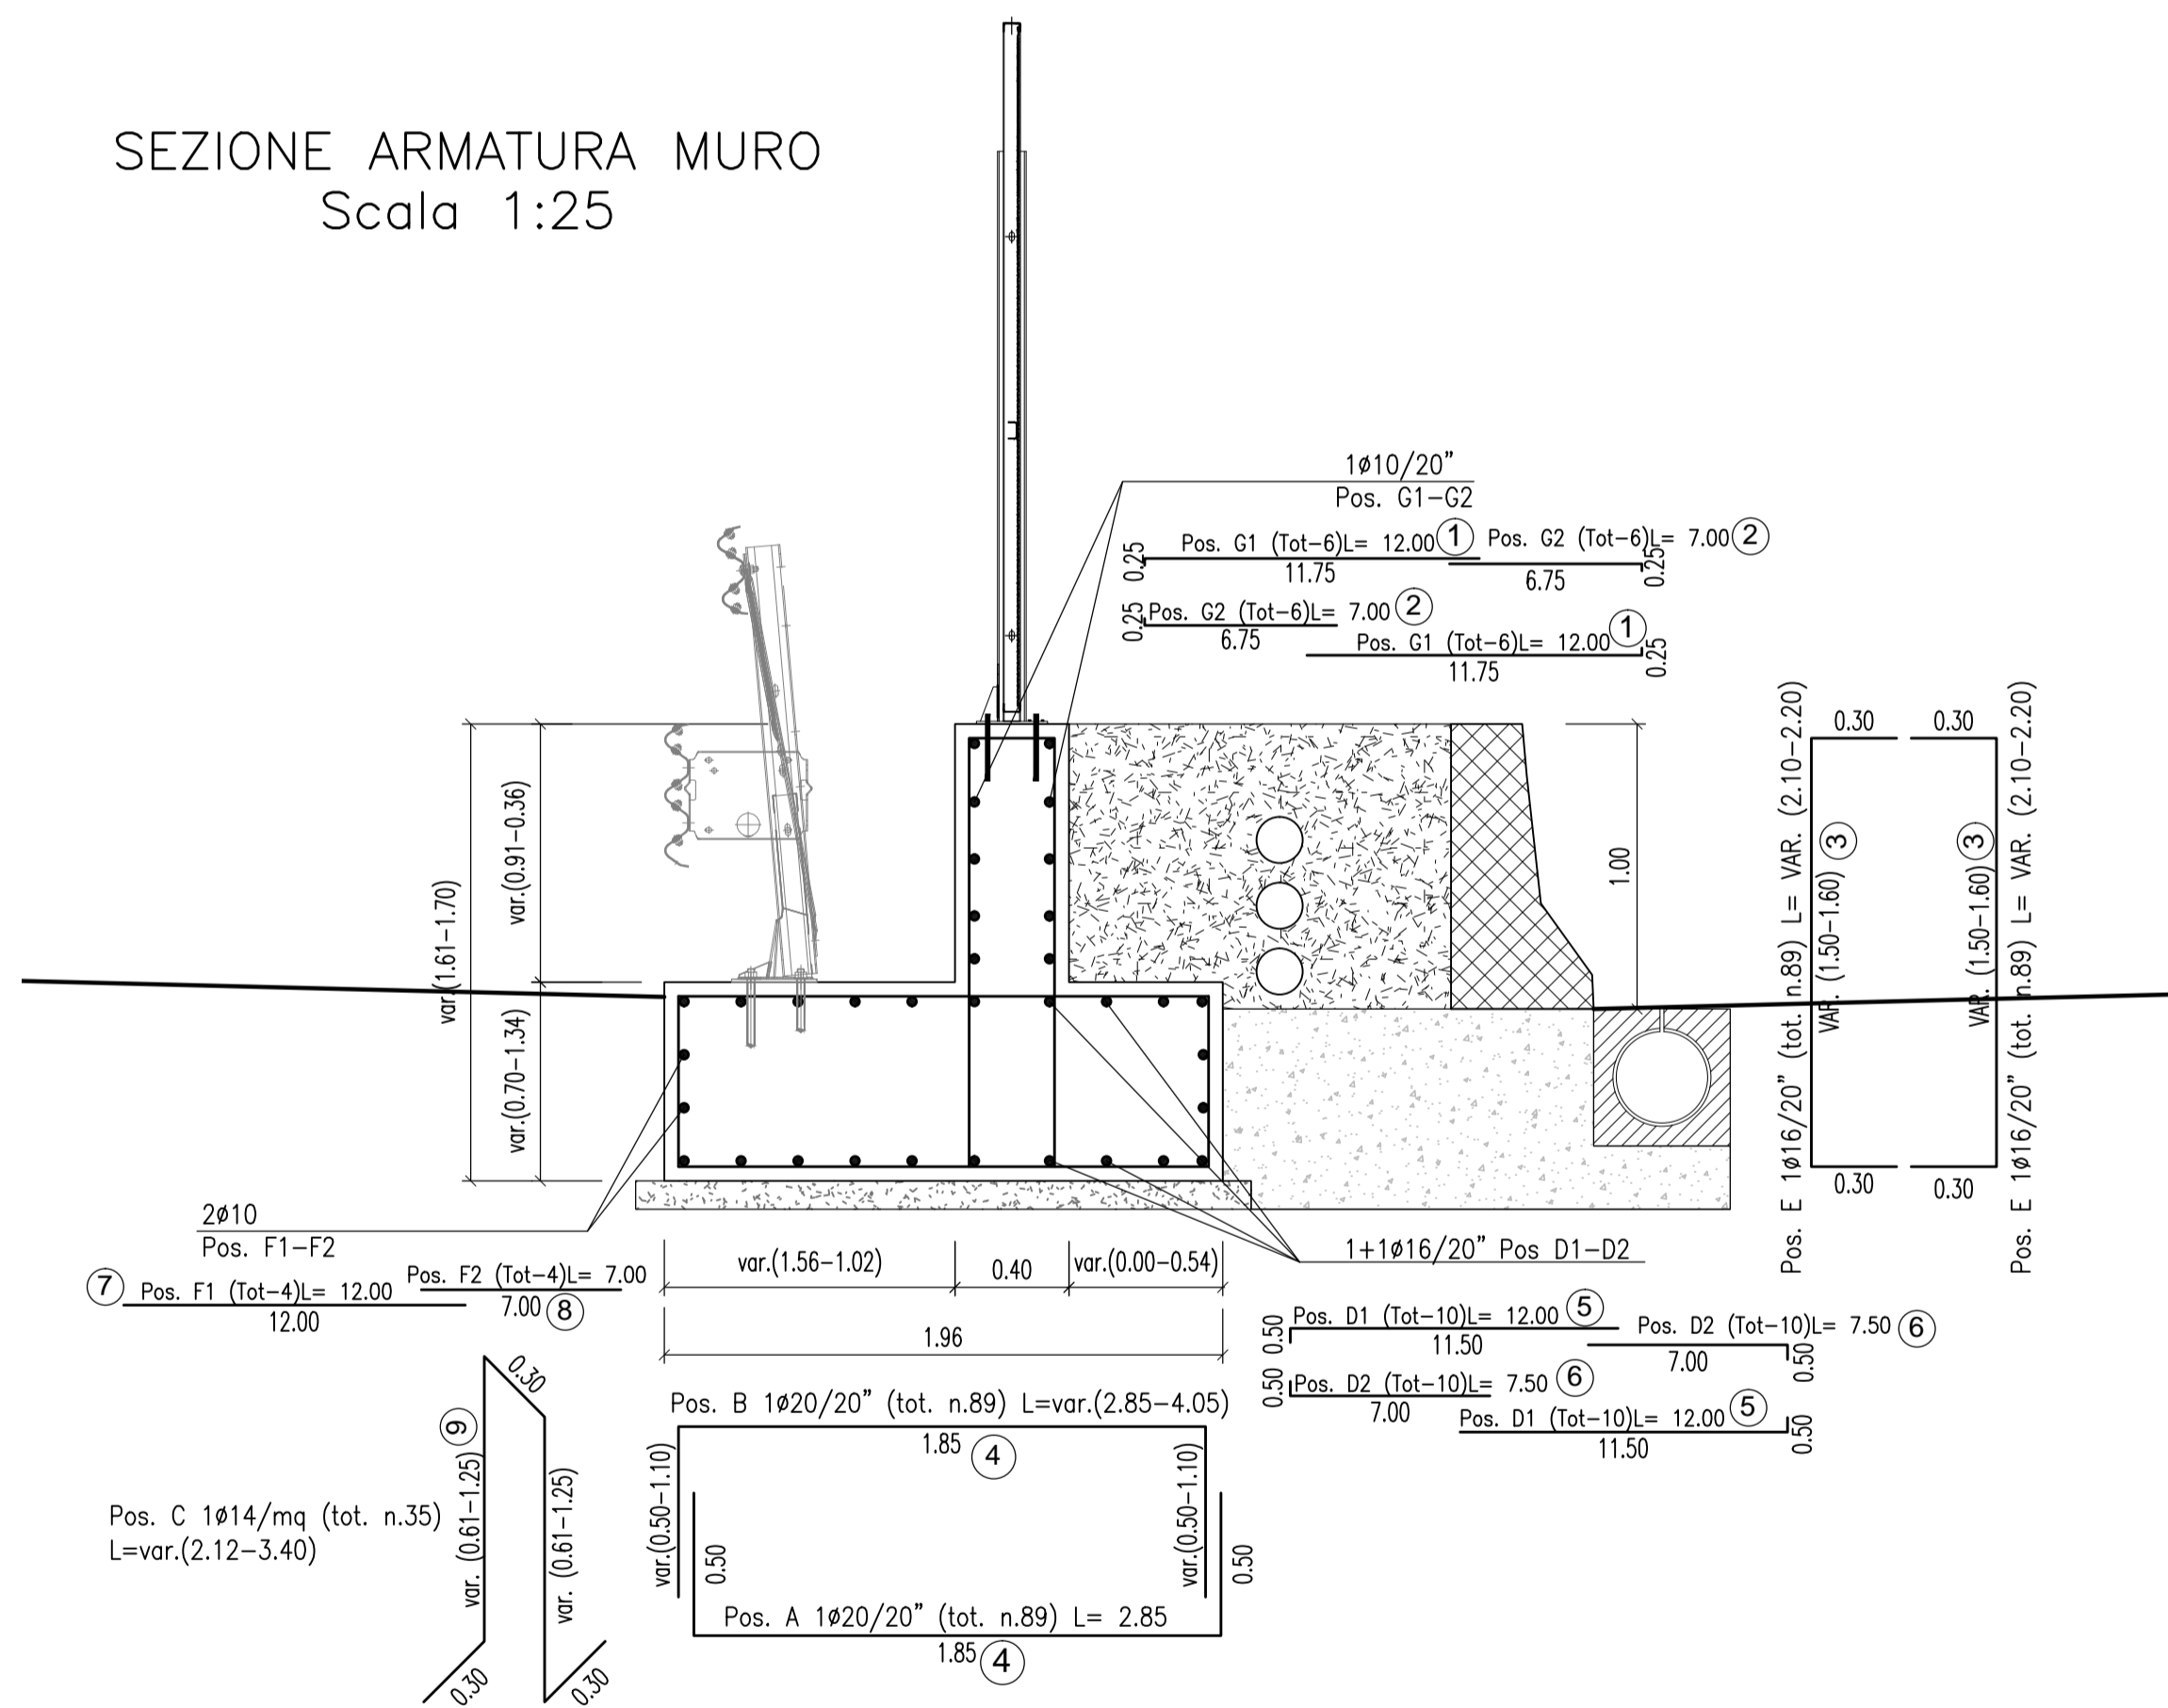 SEZIONE ARMATURA MURO
Scala 1:25
1ø10/20”
Pos. G1-G2
0.25
Pos. G1 (Tot-6)L= 12.00
1
Pos. G2 (Tot-6)L= 7.00
2
11.75
6.75
0.25
0.25
Pos. G2 (Tot-6)L= 7.00
2
6.75
Pos. G1 (Tot-6)L= 12.00
1
11.75
0.25
var.(1.61-1.70)
var.(0.91-0.36)
var.(0.70-1.34)
1.00
Pos. E 1ø16/20” (tot. n.89) L= VAR. (2.10-2.20)
0.30
0.30
VAR. (1.50-1.60)
3
VAR. (1.50-1.60)
3
0.30
0.30
Pos. E 1ø16/20” (tot. n.89) L= VAR. (2.10-2.20)
2ø10
Pos. F1-F2
7
Pos. F1 (Tot-4)L= 12.00
12.00
Pos. F2 (Tot-4)L= 7.00
7.00
8
var.(1.56-1.02)
0.40
var.(0.00-0.54)
1.96
1+1ø16/20” Pos D1-D2
0.50
Pos. D1 (Tot-10)L= 12.00
5
11.50
Pos. D2 (Tot-10)L= 7.50
6
7.00
0.50
0.50
Pos. D2 (Tot-10)L= 7.50
6
7.00
Pos. D1 (Tot-10)L= 12.00
5
11.50
0.50
Pos. B 1ø20/20” (tot. n.89) L=var.(2.85-4.05)
1.85
4
var.(0.50-1.10)
var.(0.50-1.10)
0.50
0.50
Pos. A 1ø20/20” (tot. n.89) L= 2.85
1.85
4
Pos. C 1ø14/mq (tot. n.35)
L=var.(2.12-3.40)
0.30
9
var. (0.61-1.25)
var. (0.61-1.25)
0.30
0.30